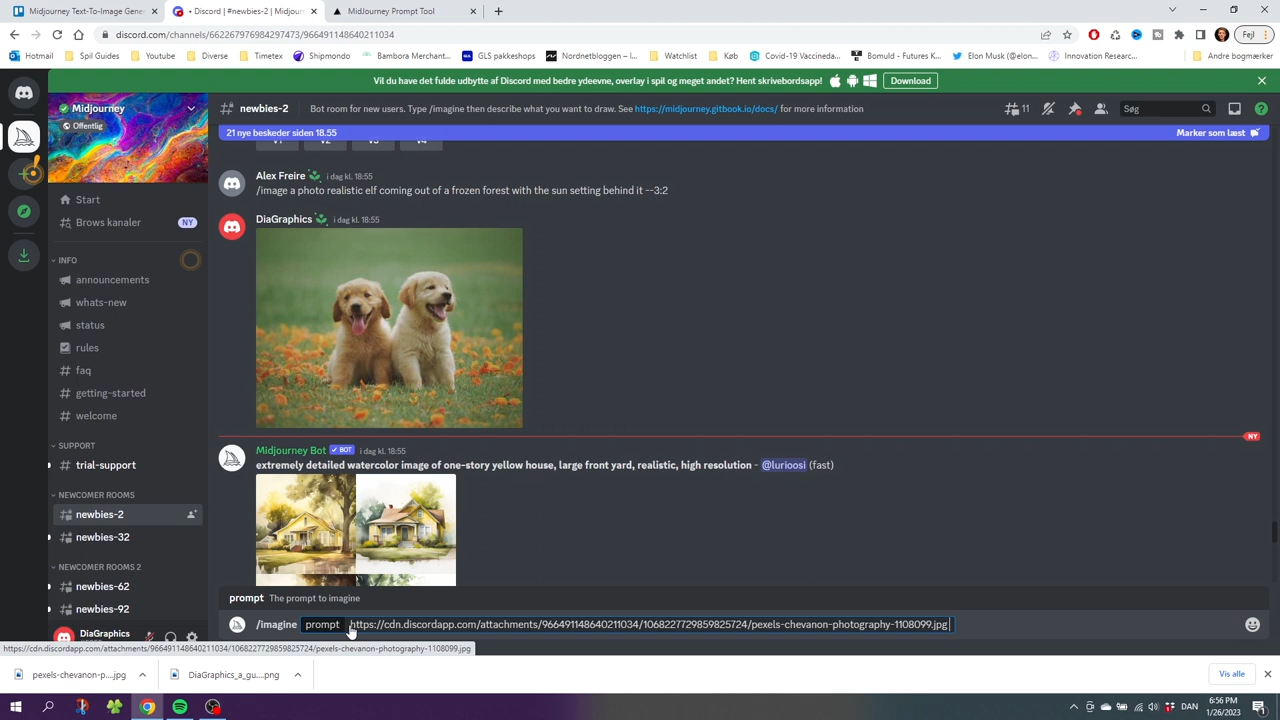 Midjourney Text-To-Image Gene
• Discord | #newbies-2 | Midjourn
MidJourney Prompt Tool
discord.com/channels/662267976984297473/966491148640211034
Fejl
Hotmail
Spil Guides
Youtube
Diverse
Timetex
Shipmondo
Bambora Merchant...
GLS pakkeshops
Nordnetbloggen – I...
Watchlist
Køb
Covid-19 Vaccineda...
Bomuld - Futures K...
Elon Musk (@elon...
Innovation Researc...
Andre bogmærker
Vil du have det fulde udbytte af Discord med bedre ydeevne, overlay i spil og meget andet? Hent skrivebordsapp!
Download
Midjourney
Offentlig
newbies-2
Bot room for new users. Type /imagine then describe what you want to draw. See https://midjourney.gitbook.io/docs/ for more information
11
Søg
21 nye beskeder siden 18.55
Marker som læst
V1 V2 V3 V4
Start
Brows kanaler
NY
INFO
announcements
whats-new
status
rules
faq
getting-started
welcome
SUPPORT
trial-support
NEWCOMER ROOMS
newbies-2
newbies-32
NEWCOMER ROOMS 2
newbies-62
newbies-92
DiaGraphics
Alex Freire
i dag kl. 18:55
/image a photo realistic elf coming out of a frozen forest with the sun setting behind it --3:2
DiaGraphics
i dag kl. 18:55
NY
Midjourney Bot
BOT
i dag kl. 18:55
extremely detailed watercolor image of one-story yellow house, large front yard, realistic, high resolution - @lurioosi (fast)
prompt The prompt to imagine
/imagine prompt https://cdn.discordapp.com/attachments/966491148640211034/1068227729859825724/pexels-chevanon-photography-1108099.jpg
https://cdn.discordapp.com/attachments/966491148640211034/1068227729859825724/pexels-chevanon-photography-1108099.jpg
pexels-chevanon-p....jpg
DiaGraphics_a_gu....png
Vis alle
DAN
6:56 PM
1/26/2023
1